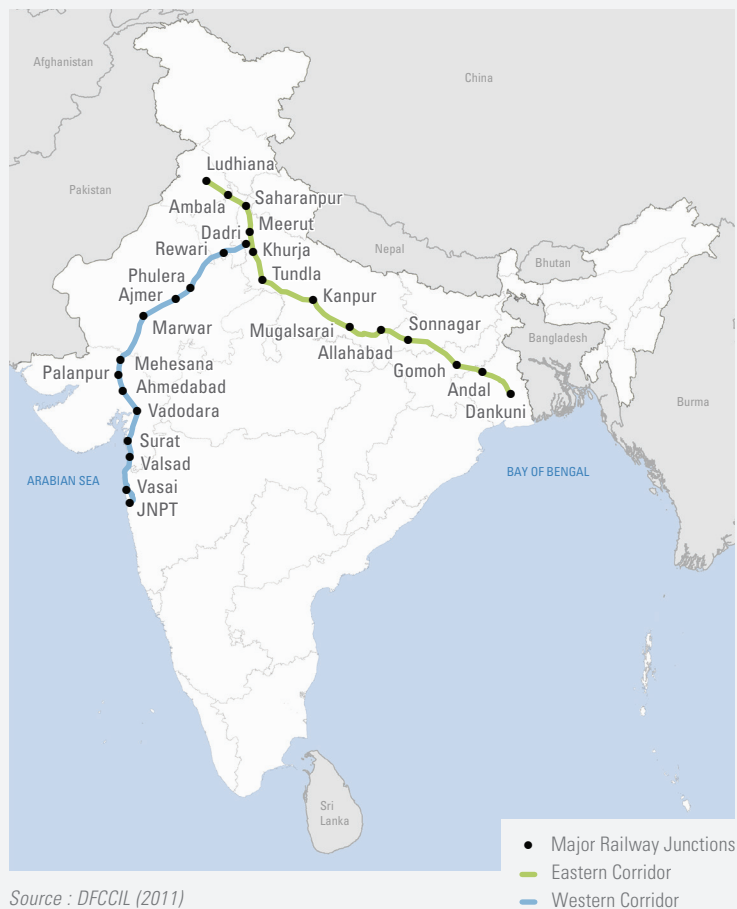 Afghanistan
China
Ludhiana
Pakistan
Ambala
Saharanpur
Meerut
Dadri
Rewari
Khurja
Nepal
Bhutan
Phulera
Tundla
Ajmer
Kanpur
Marwar
Mugalsarai
Sonnagar
Bangladesh
Allahabad
Mehesana
Palanpur
Gomoh
Ahmedabad
Andal
Burma
Vadodara
Dankuni
Surat
Valsad
BAY OF BENGAL
ARABIAN SEA
Vasai
JNPT
Sri
Lanka
Major Railway Junctions
Eastern Corridor
Western Corridor
Source : DFCCIL (2011)